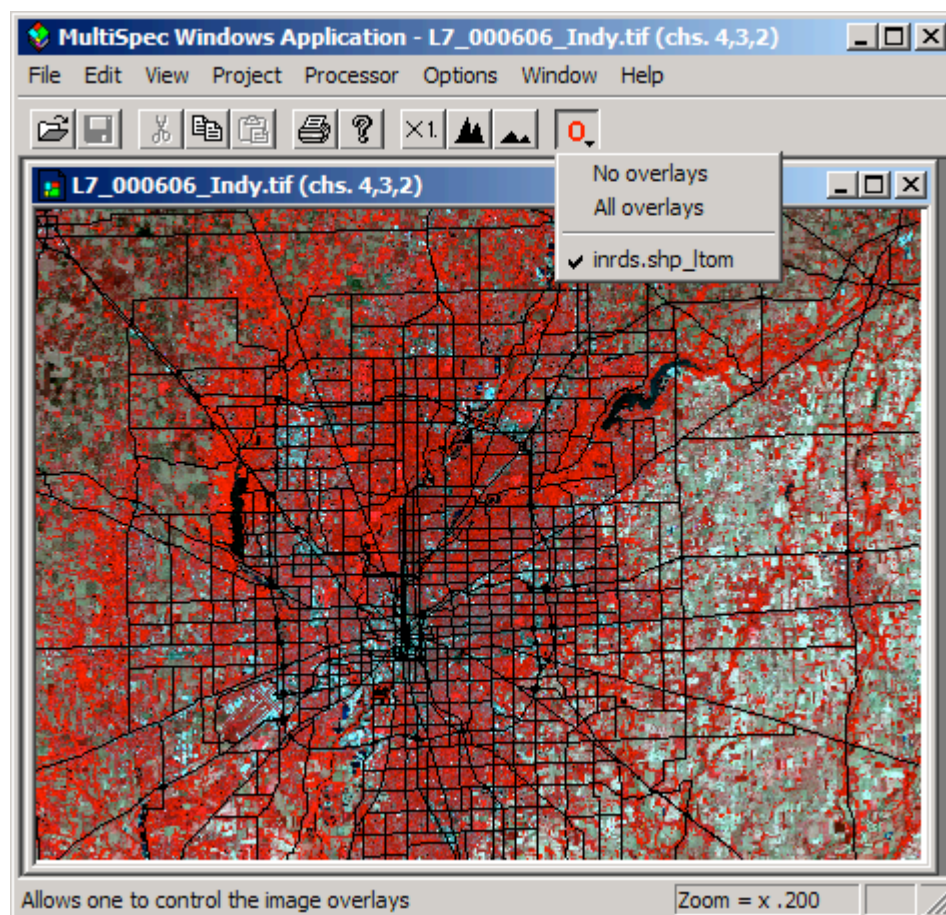 MultiSpec Windows Application - L7_000606_Indy.tif (chs. 4,3,2)
File Edit View Project Processor Options Window Help
×1. O
L7_000606_Indy.tif (chs. 4,3,2)
No overlays
All overlays
inrds.shp_ltom
Allows one to control the image overlays Zoom = x .200